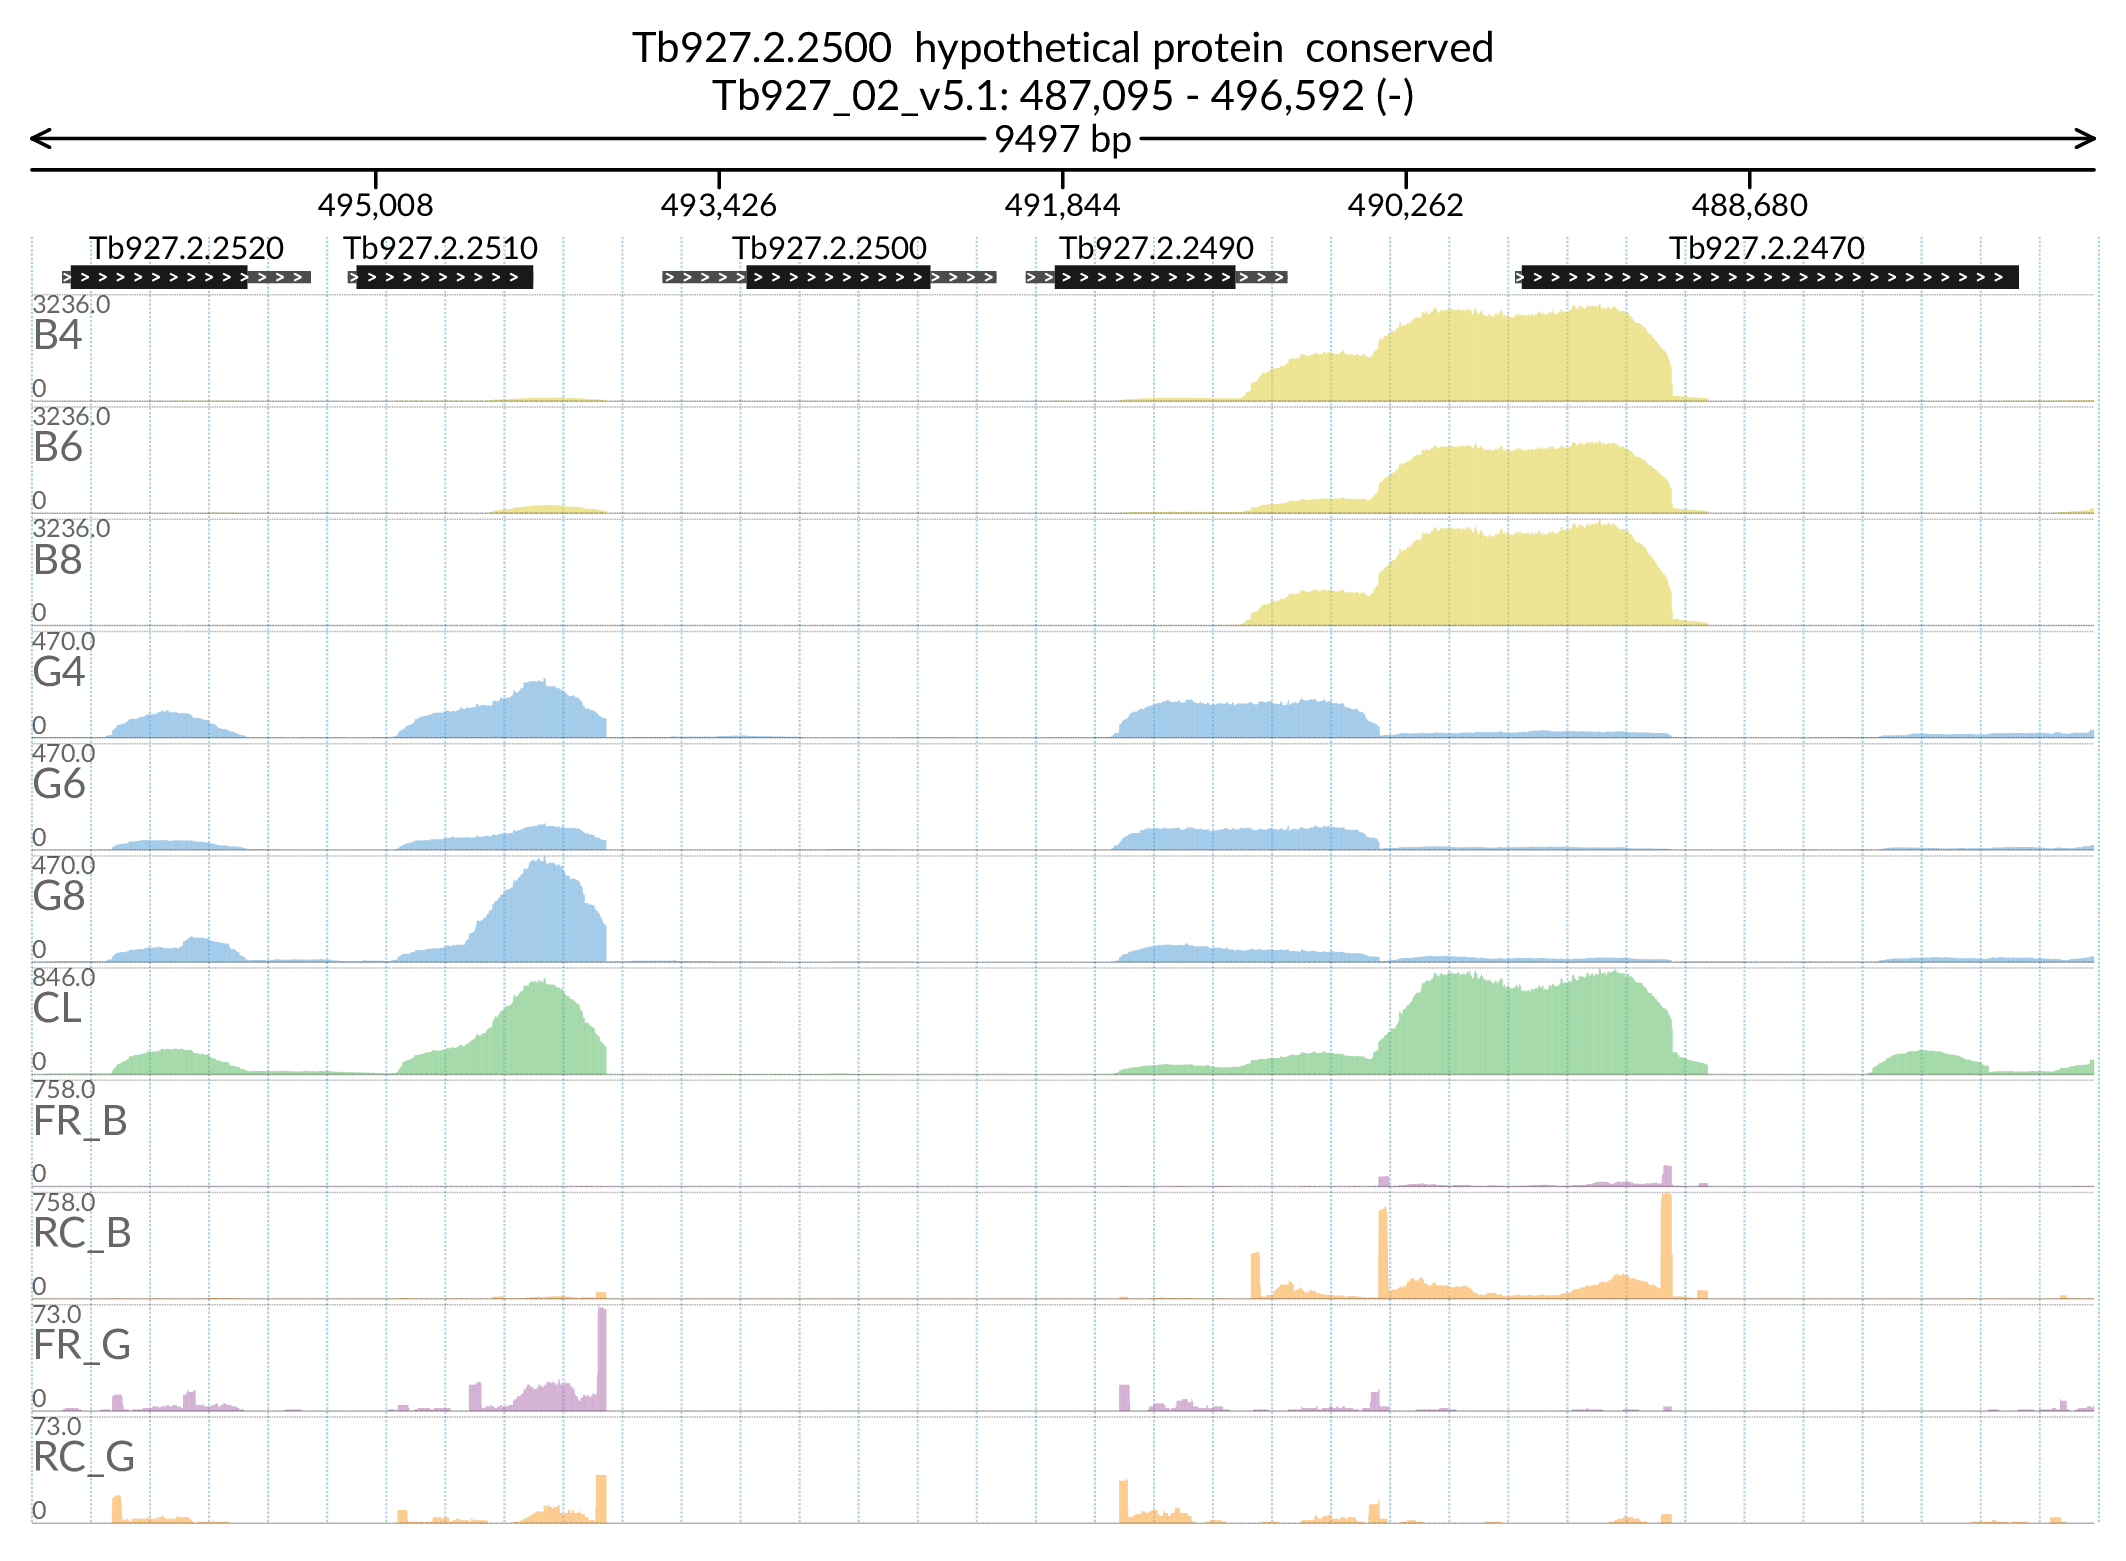 Tb927.2.2500  hypothetical protein  conserved
Tb927_02_v5.1: 487,095 - 496,592 (-)
9497 bp
495,008 493,426 491,844 490,262 488,680
Tb927.2.2520 Tb927.2.2510 Tb927.2.2500 Tb927.2.2490 Tb927.2.2470
3236.0
B4
0
3236.0
B6
0
3236.0
B8
0
470.0
G4
0
470.0
G6
0
470.0
G8
0
846.0
CL
0
758.0
FR_B
0
758.0
RC_B
0
73.0
FR_G
0
73.0
RC_G
0